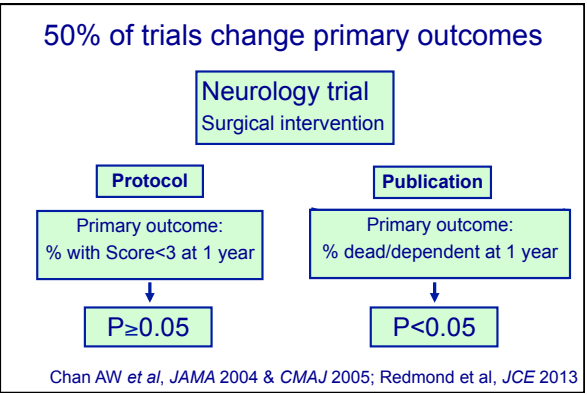 50% of trials change primary outcomes
Neurology trial
Surgical intervention
Protocol
Publication
Primary outcome:
% with Score<3 at 1 year
Primary outcome:
% dead/dependent at 1 year
P≥0.05
P<0.05
Chan AW et al, JAMA 2004 & CMAJ 2005; Redmond et al, JCE 2013